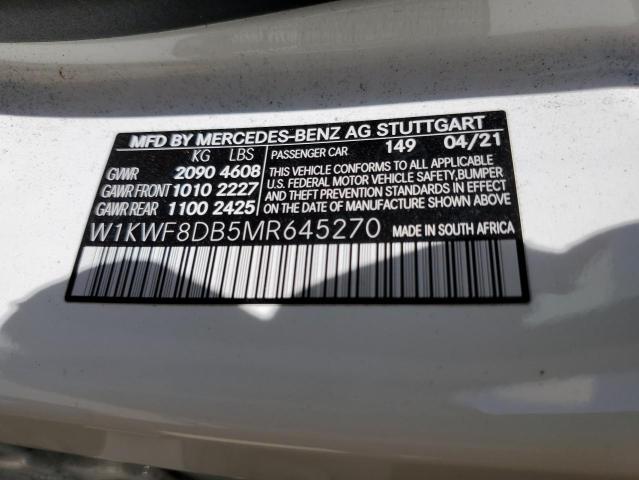 MFD BY MERCEDES-BENZ AG STUTTGART
KG LBS PASSENGER CAR 149 04/21
GVWR 2090 4608 THIS VEHICLE CONFORMS TO ALL APPLICABLE
U.S. FEDERAL MOTOR VEHICLE SAFETY, BUMPER
GAWR FRONT 1010 2227 AND THEFT PREVENTION STANDARDS IN EFFECT
GAWR REAR 1100 2425 ON THE DATE OF MANUFACTURE SHOWN ABOVE
W1KWF8DB5MR645270 MADE IN SOUTH AFRICA